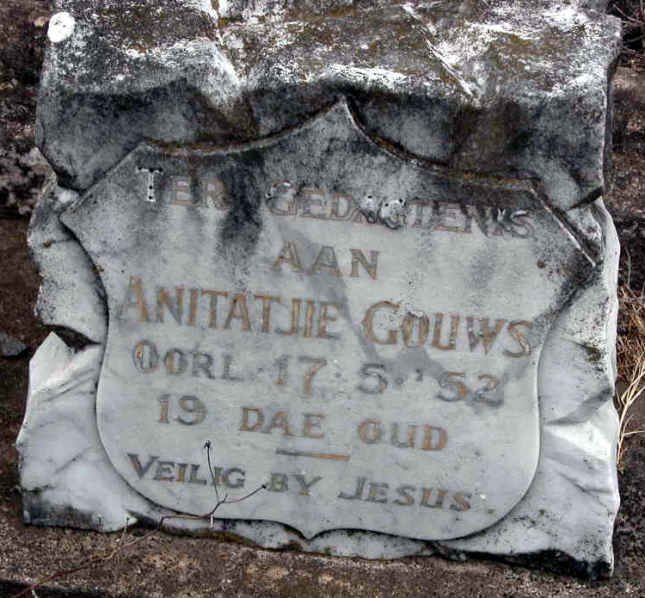 TER GEDAGTENIS
AAN
ANITATJIE GOUWS
OORL. 17.5.'52
19 DAE OUD
VEILIG BY JESUS